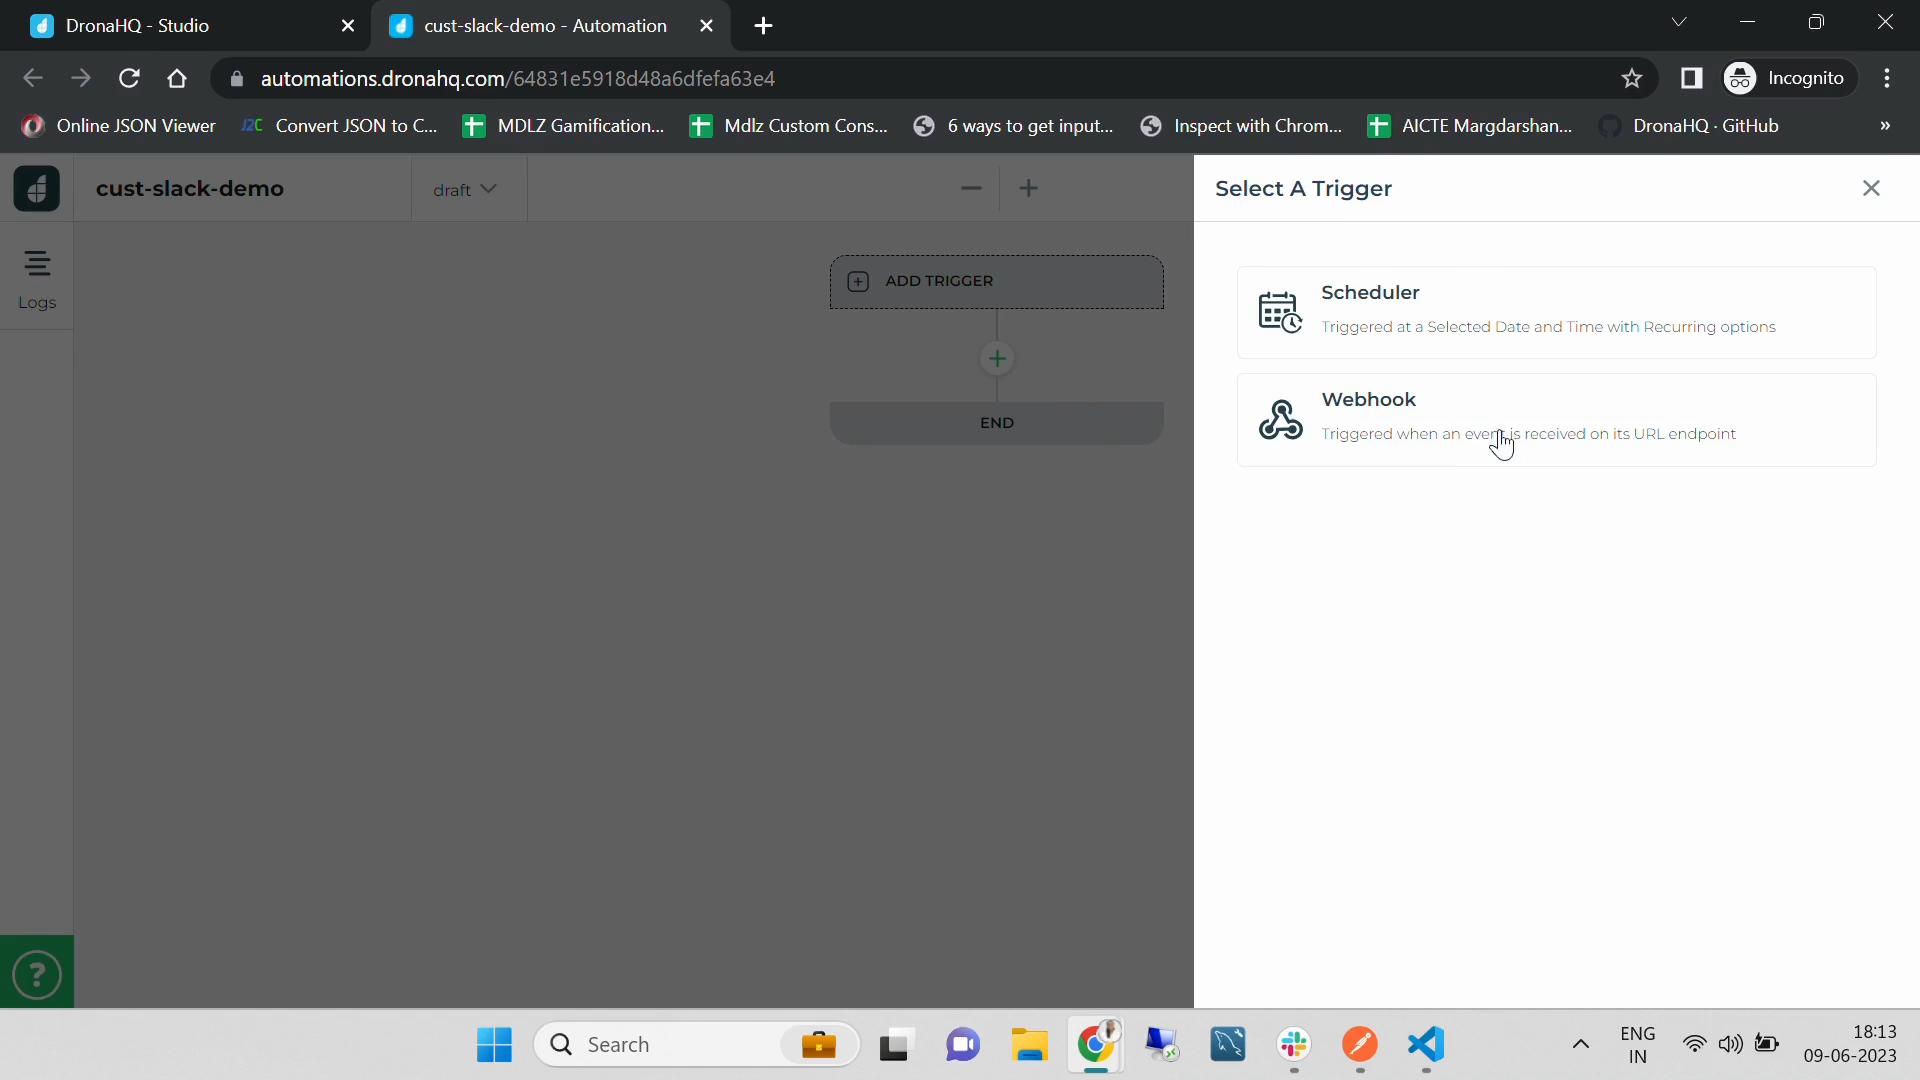 DronaHQ - Studio
cust-slack-demo - Automation
automations.dronahq.com/64831e5918d48a6dfefa63e4
Incognito
Online JSON Viewer
J2C Convert JSON to C...
MDLZ Gamification...
Mdlz Custom Cons...
6 ways to get input...
Inspect with Chrom...
AICTE Margdarshan...
DronaHQ - GitHub
»
cust-slack-demo
draft
Select A Trigger
Logs
ADD TRIGGER
END
Scheduler
Triggered at a Selected Date and Time with Recurring options
Webhook
Triggered when an event is received on its URL endpoint
?
Search
ENG
IN
18:13
09-06-2023